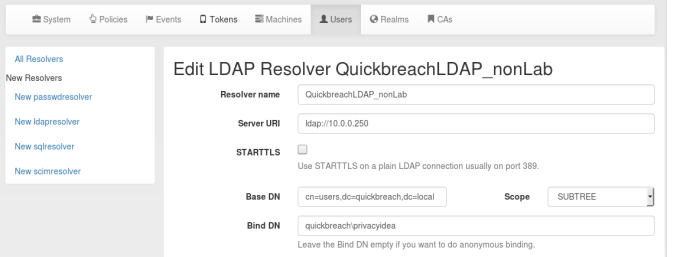 System Policies Events Tokens Machines Users Realms CAs
All Resolvers
New Resolvers
New passwdresolver
New ldapresolver
New sqlresolver
New scimresolver
Edit LDAP Resolver QuickbreachLDAP_nonLab
Resolver name QuickbreachLDAP_nonLab
Server URI ldap://10.0.0.250
STARTTLS
Use STARTTLS on a plain LDAP connection usually on port 389.
Base DN cn=users,dc=quickbreach,dc=local Scope SUBTREE
Bind DN quickbreach\privacyidea
Leave the Bind DN empty if you want to do anonymous binding.